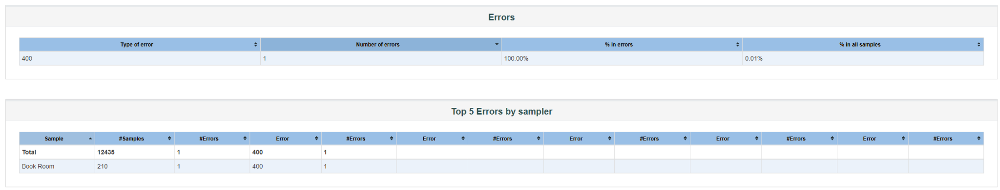 Errors
Type of error Number of errors % in errors % in all samples
400 1 100.00% 0.01%
Top 5 Errors by sampler
Sample #Samples #Errors Error #Errors Error #Errors Error #Errors Error #Errors Error #Errors
Total 12435 1 400 1
Book Room 210 1 400 1